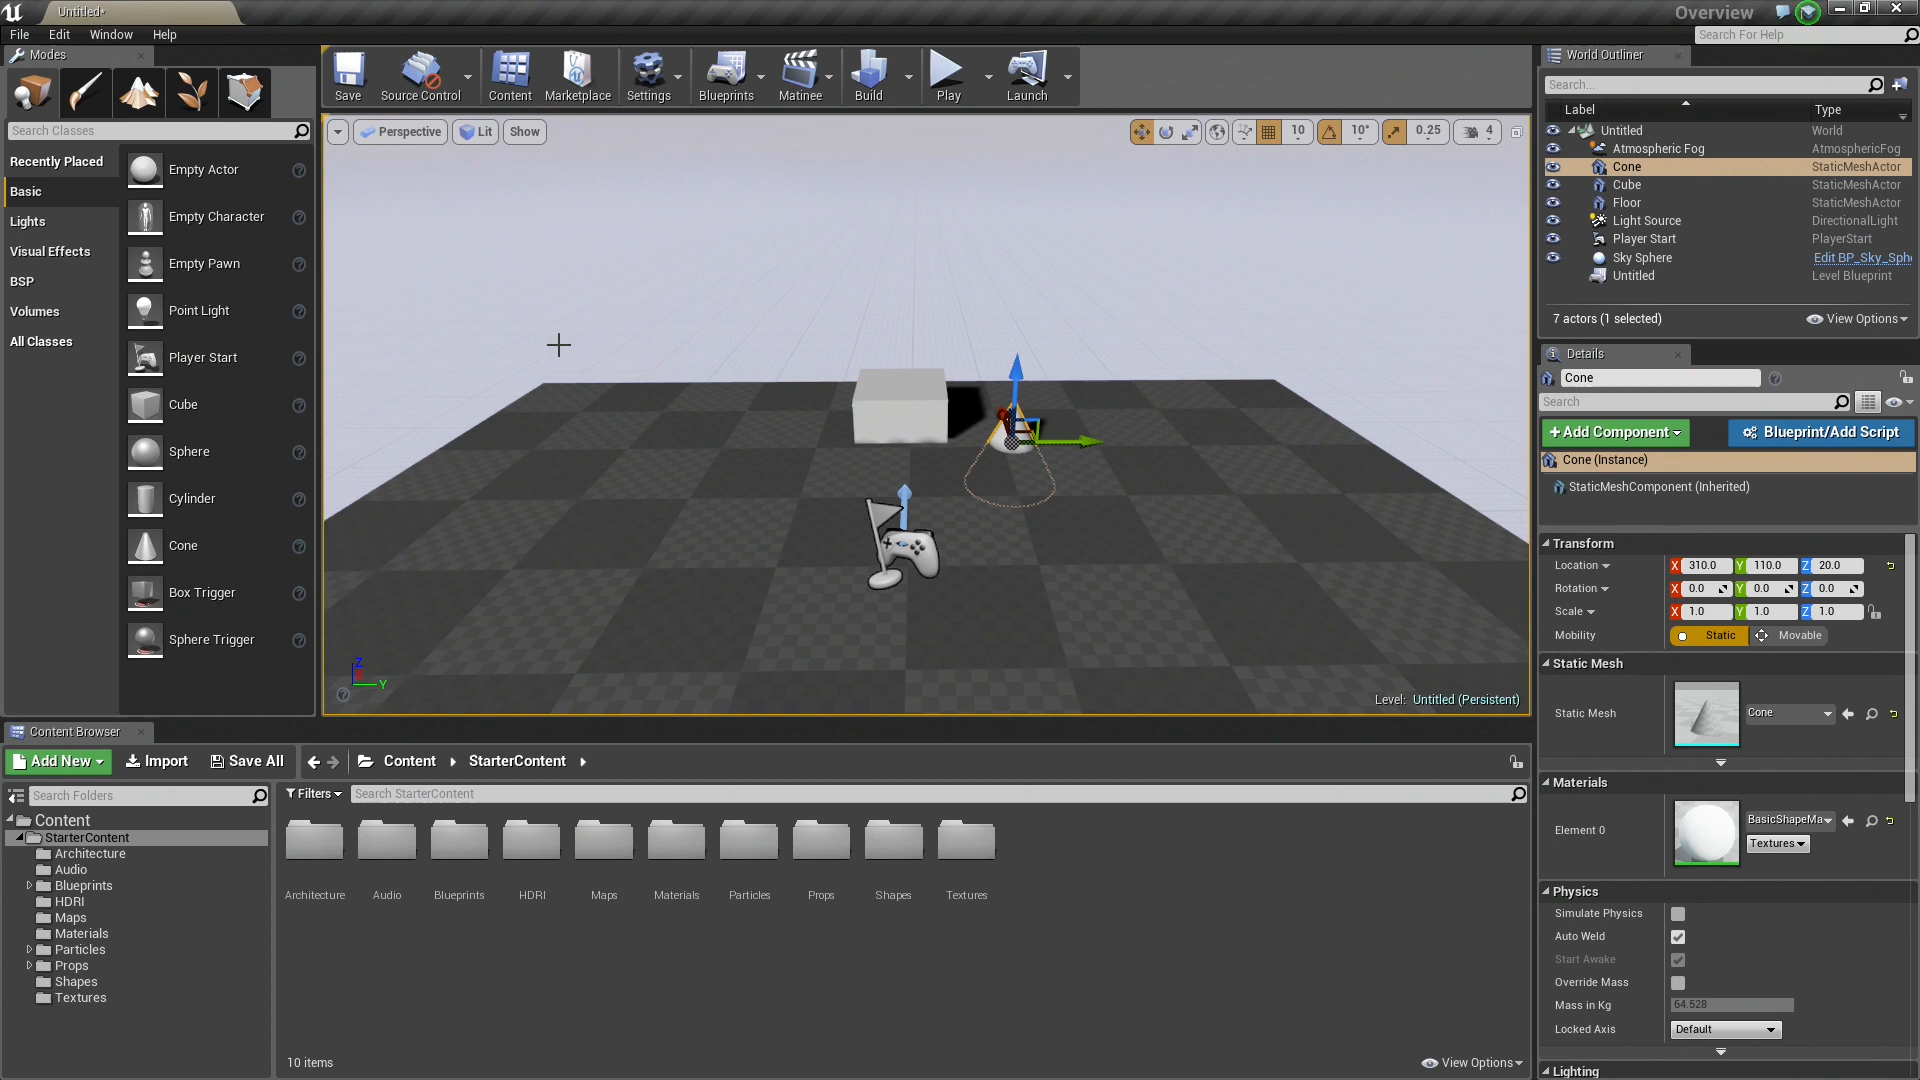 Untitled•
Overview
File
Edit
Window
Help
Search For Help
Modes
Search Classes
Recently Placed
Basic
Lights
Visual Effects
BSP
Volumes
All Classes
Empty Actor
Empty Character
Empty Pawn
Point Light
Player Start
Cube
Sphere
Cylinder
Cone
Box Trigger
Sphere Trigger
Save
Source Control
Content
Marketplace
Settings
Blueprints
Matinee
Build
Play
Launch
Perspective
Lit
Show
10
10°
0.25
4
Z
Y
Level: Untitled (Persistent)
World Outliner
Search...
Label
Type
Untitled World
Atmospheric Fog AtmosphericFog
Cone StaticMeshActor
Cube StaticMeshActor
Floor StaticMeshActor
Light Source DirectionalLight
Player Start PlayerStart
Sky Sphere Edit BP_Sky_Sph
Untitled Level Blueprint
7 actors (1 selected)
View Options
Details
Cone
Search
+Add Component
Blueprint/Add Script
Cone (Instance)
StaticMeshComponent (Inherited)
Transform
Location X 310.0 Y 110.0 Z 20.0
Rotation X 0.0 Y 0.0 Z 0.0
Scale X 1.0 Y 1.0 Z 1.0
Mobility Static Movable
Static Mesh
Static Mesh Cone
Materials
Element 0 BasicShapeMa
Textures
Physics
Simulate Physics
Auto Weld
Start Awake
Override Mass
Mass in Kg 64.528
Locked Axis Default
Lighting
Content Browser
Add New
Import
Save All
Content
StarterContent
Search Folders
Filters
Search StarterContent
Content
StarterContent
Architecture
Audio
Blueprints
HDRI
Maps
Materials
Particles
Props
Shapes
Textures
Architecture
Audio
Blueprints
HDRI
Maps
Materials
Particles
Props
Shapes
Textures
10 items
View Options